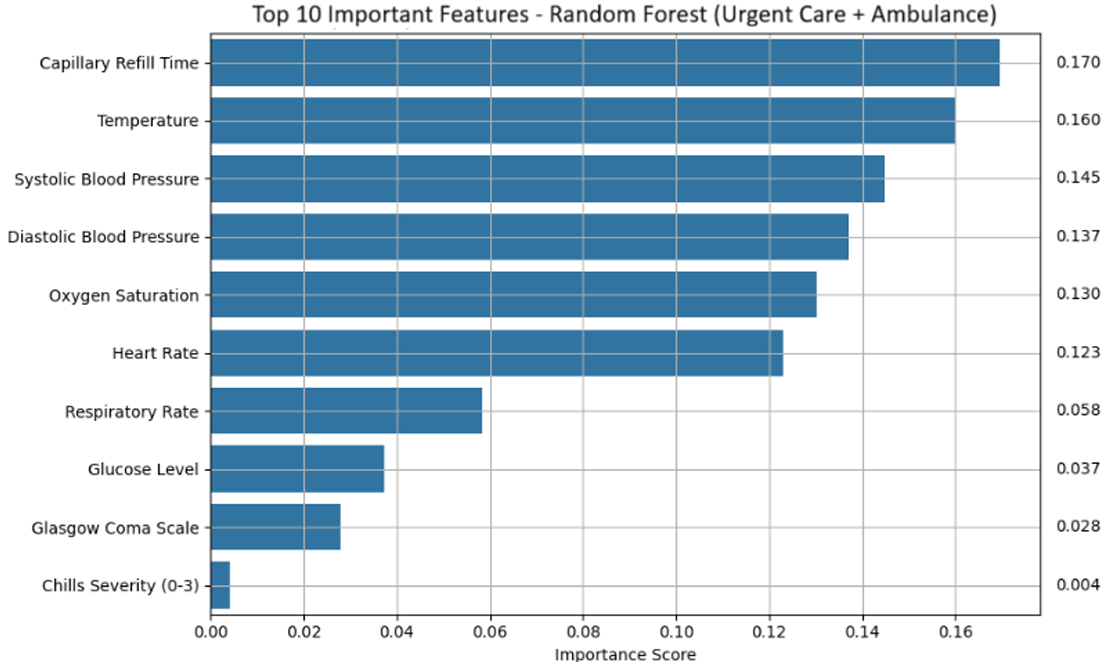 Top 10 Important Features - Random Forest (Urgent Care + Ambulance)
Capillary Refill Time 0.170
Temperature 0.160
Systolic Blood Pressure 0.145
Diastolic Blood Pressure 0.137
Oxygen Saturation 0.130
Heart Rate 0.123
Respiratory Rate 0.058
Glucose Level 0.037
Glasgow Coma Scale 0.028
Chills Severity (0-3) 0.004
0.00 0.02 0.04 0.06 0.08 0.10 0.12 0.14 0.16
Importance Score